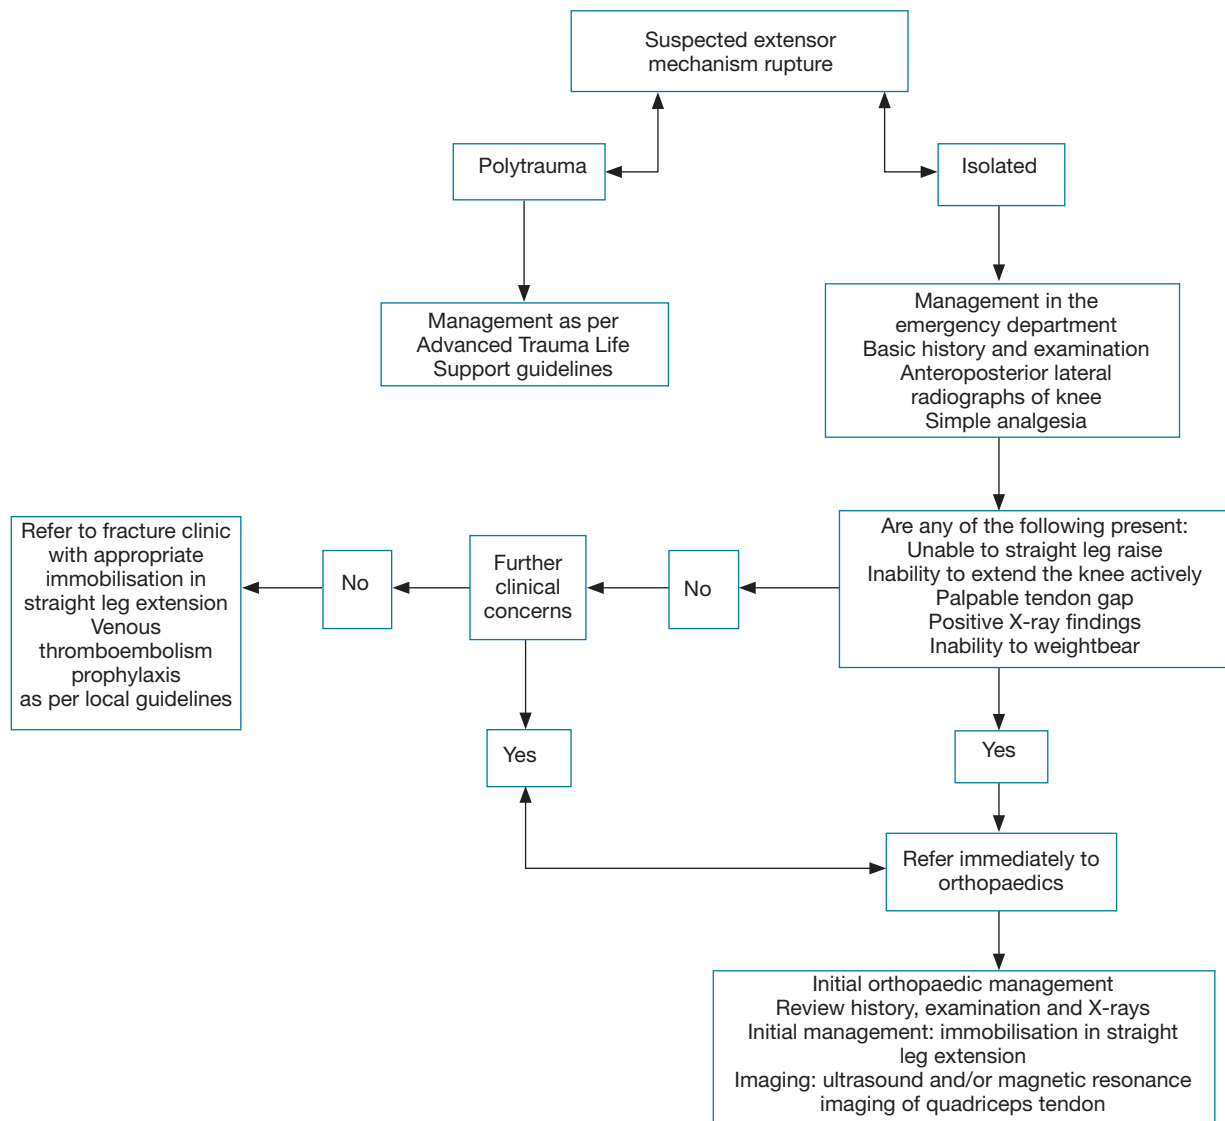 Suspected extensor
mechanism rupture
Polytrauma
Isolated
Management as per
Advanced Trauma Life
Support guidelines
Management in the
emergency department
Basic history and examination
Anteroposterior lateral
radiographs of knee
Simple analgesia
Refer to fracture clinic
with appropriate
immobilisation in
straight leg extension
Venous
thromboembolism
prophylaxis
as per local guidelines
No
Further
clinical
concerns
No
Are any of the following present:
Unable to straight leg raise
Inability to extend the knee actively
Palpable tendon gap
Positive X-ray findings
Inability to weightbear
Yes
Yes
Refer immediately to
orthopaedics
Initial orthopaedic management
Review history, examination and X-rays
Initial management: immobilisation in straight
leg extension
Imaging: ultrasound and/or magnetic resonance
imaging of quadriceps tendon